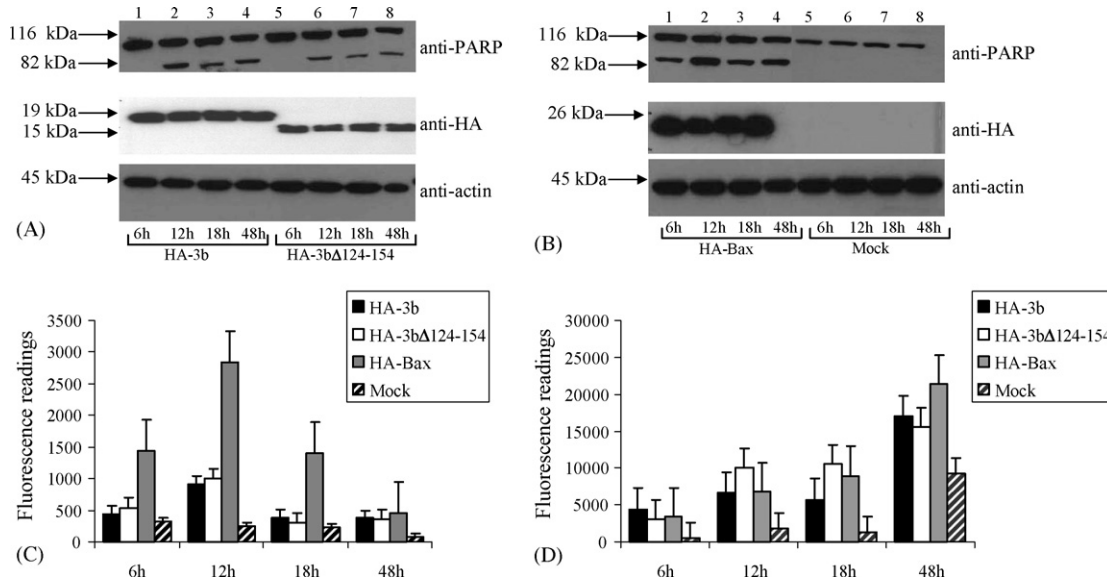 1 2 3 4 5 6 7 8
116 kDa
82 kDa
anti-PARP
19 kDa
15 kDa
anti-HA
45 kDa
anti-actin
6h 12h 18h 48h 6h 12h 18h 48h
HA-3b HA-3bΔ124-154
(A)
1 2 3 4 5 6 7 8
116 kDa
82 kDa
anti-PARP
26 kDa
anti-HA
45 kDa
anti-actin
6h 12h 18h 48h 6h 12h 18h 48h
HA-Bax Mock
(B)
HA-3b
HA-3bΔ124-154
HA-Bax
Mock
Fluorescence readings
3500
3000
2500
2000
1500
1000
500
0
6h 12h 18h 48h
(C)
HA-3b
HA-3bΔ124-154
HA-Bax
Mock
Fluorescence readings
30000
25000
20000
15000
10000
5000
0
6h 12h 18h 48h
(D)